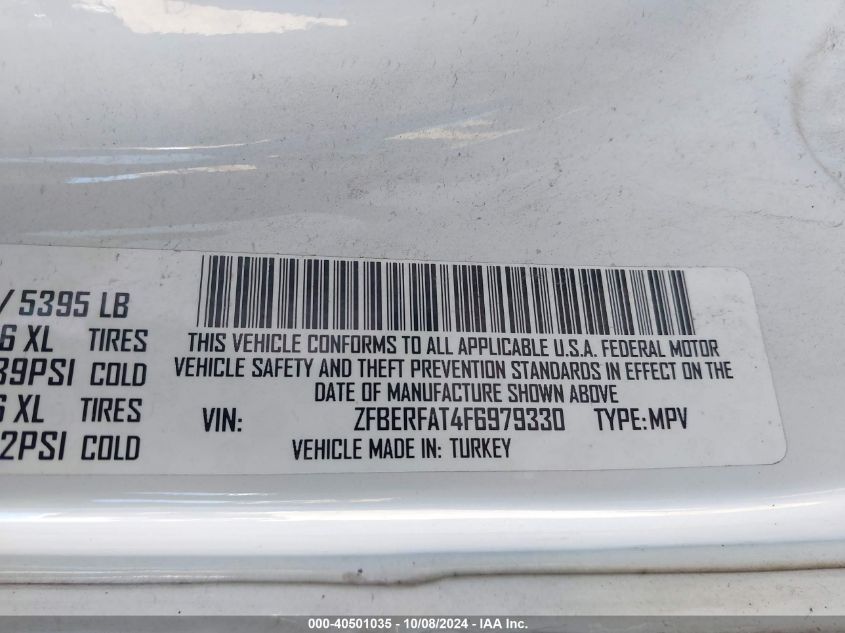 / 5395 LB
6 XL TIRES
39PSI COLD
6 XL TIRES
2PSI COLD
THIS VEHICLE CONFORMS TO ALL APPLICABLE U.S.A. FEDERAL MOTOR
VEHICLE SAFETY AND THEFT PREVENTION STANDARDS IN EFFECT ON THE
DATE OF MANUFACTURE SHOWN ABOVE
VIN: ZFBERFAT4F6979330 TYPE:MPV
VEHICLE MADE IN: TURKEY
000-40501035 - 10/08/2024 - IAA Inc.